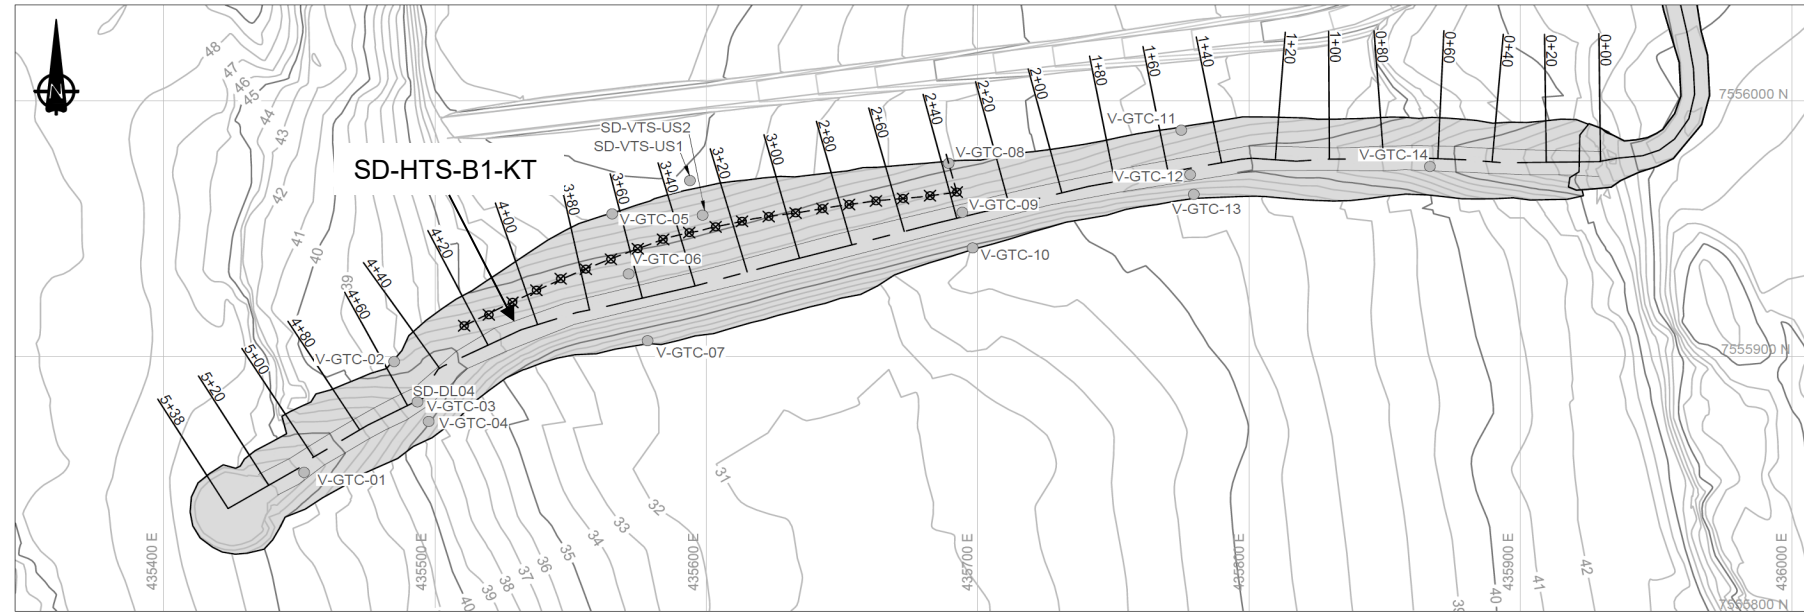 N
48
47
46
45
44
43
42
41
40
39
SD-HTS-B1-KT
SD-VTS-US2
SD-VTS-US1
5+38
5+20
5+00
4+80
4+60
4+40
4+20
4+00
3+80
3+60
3+40
3+20
3+00
2+80
2+60
2+40
2+20
2+00
1+80
1+60
1+40
1+20
1+00
0+80
0+60
0+40
0+20
0+00
7556000 N
V-GTC-11
V-GTC-08
V-GTC-14
V-GTC-12
V-GTC-09
V-GTC-13
V-GTC-05
V-GTC-10
V-GTC-06
V-GTC-07
7555900 N
V-GTC-02
SD-DL04
V-GTC-03
V-GTC-04
V-GTC-01
31
32
33
34
35
36
37
38
39
40
39
40
41
42
435400 E
435500 E
435600 E
435700 E
435800 E
435900 E
436000 E
7555800 N